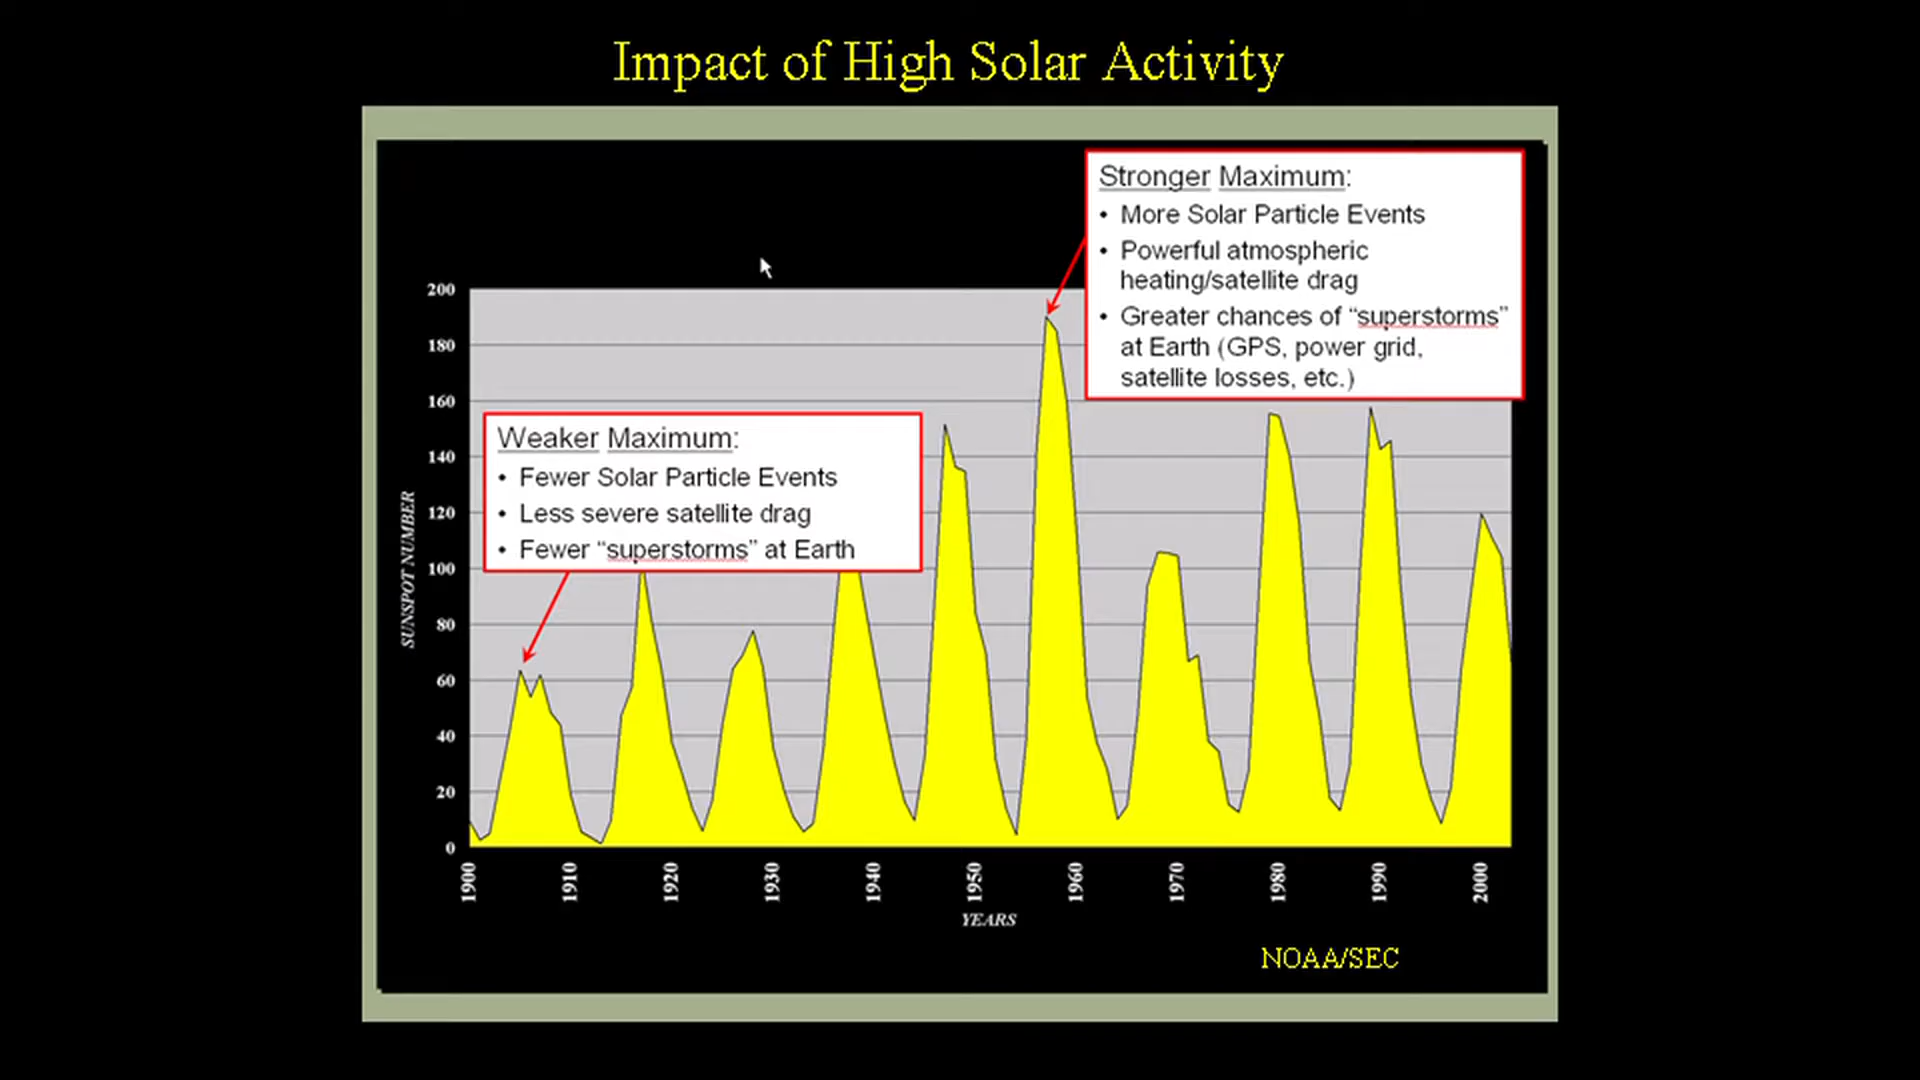 Impact of High Solar Activity
Stronger Maximum:
• More Solar Particle Events
• Powerful atmospheric
heating/satellite drag
• Greater chances of “superstorms”
at Earth (GPS, power grid,
satellite losses, etc.)
Weaker Maximum:
• Fewer Solar Particle Events
• Less severe satellite drag
• Fewer “superstorms” at Earth
200
180
160
140
120
100
80
60
40
20
0
SUNSPOT NUMBER
1900 1910 1920 1930 1940 1950 1960 1970 1980 1990 2000
YEARS
NOAA/SEC